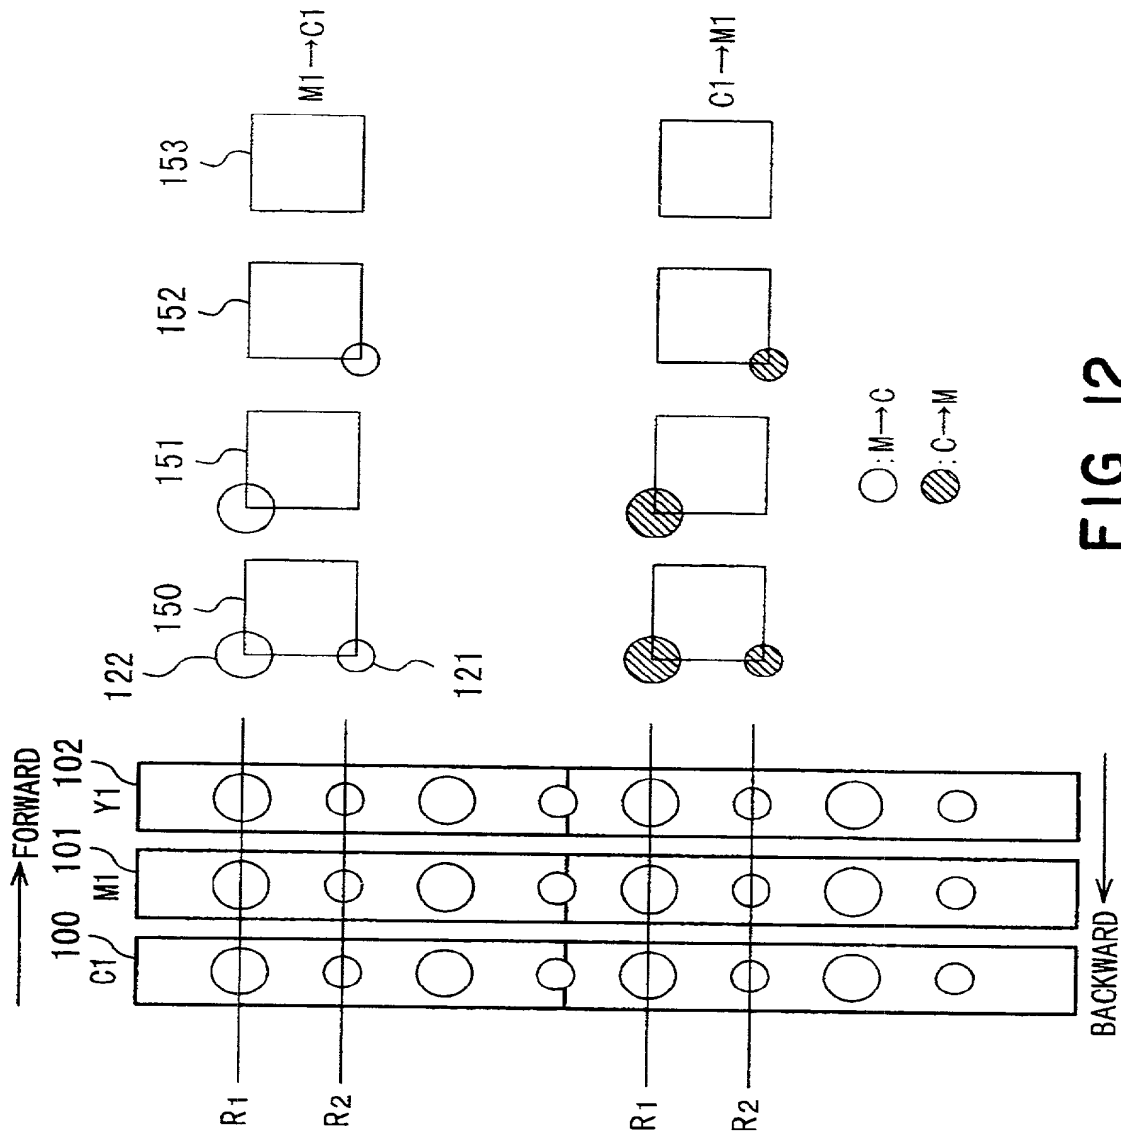 FORWARD
100
101
102
C1
M1
Y1
122
150
151
152
153
M1→C1
121
R1
R2
C1→M1
R1
R2
○:M→C
:C→M
BACKWARD
FIG. 12